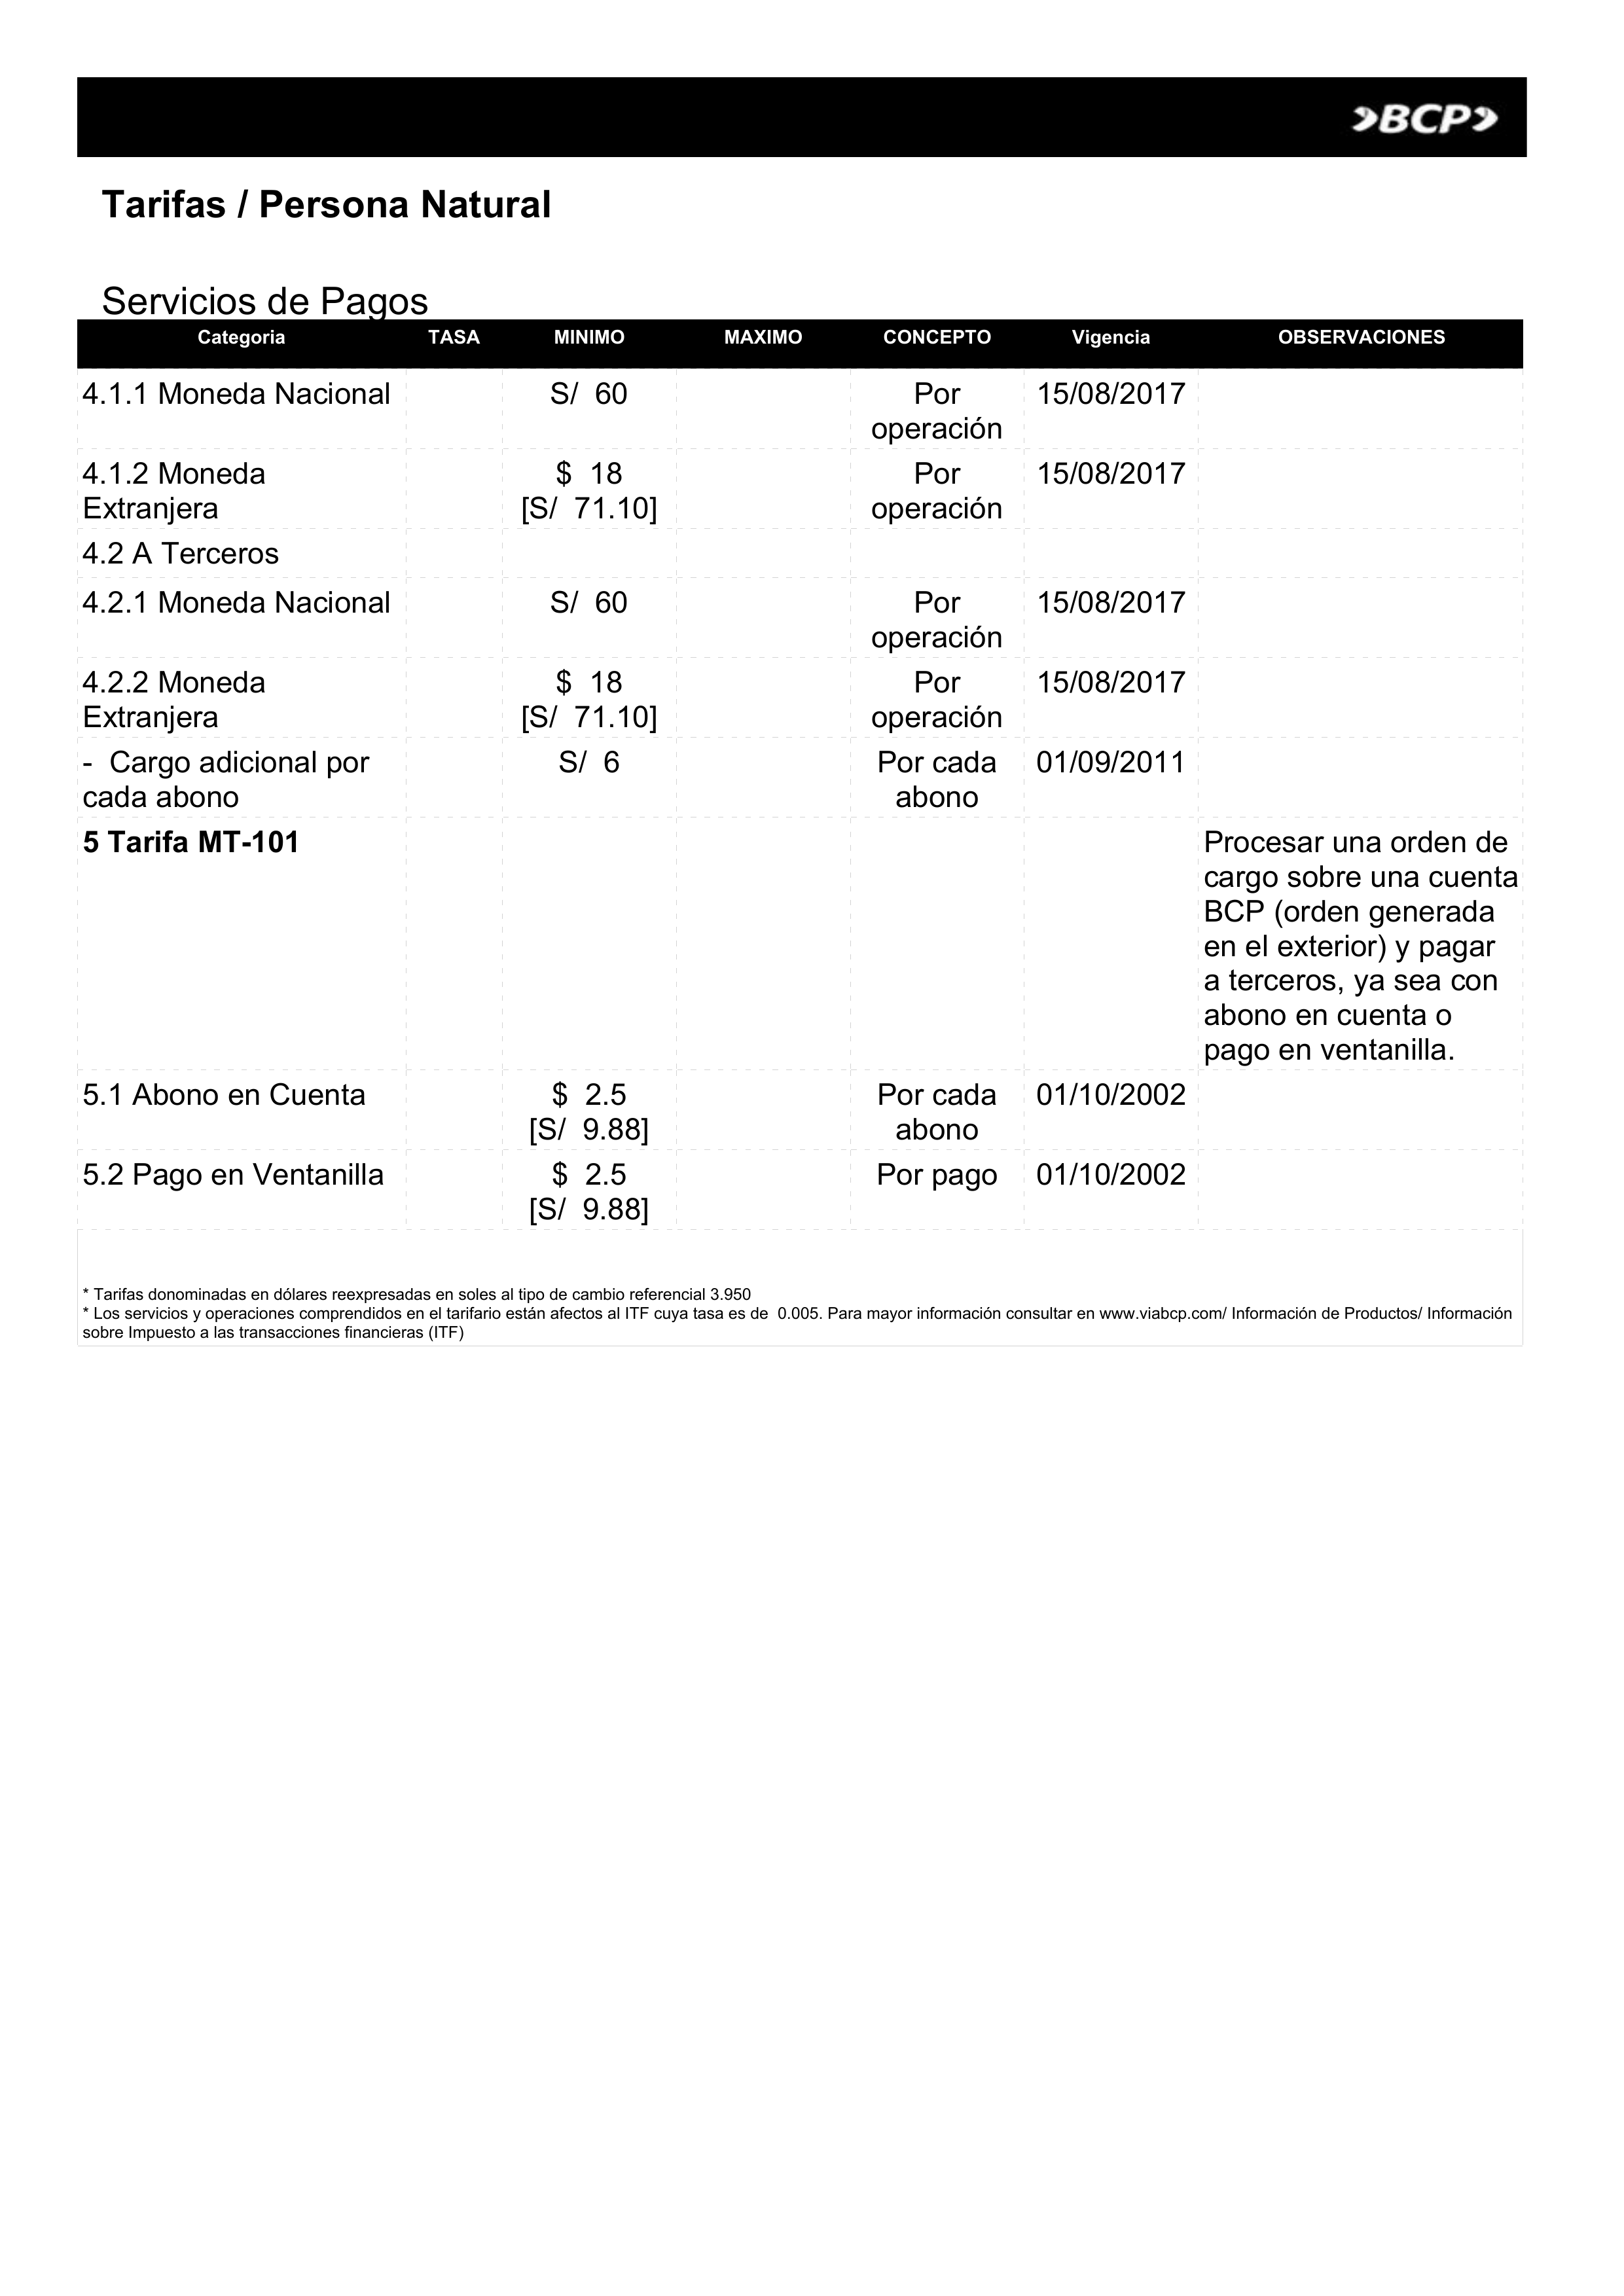 BCP
Tarifas / Persona Natural
Servicios de Pagos
Categoria TASA MINIMO MAXIMO CONCEPTO Vigencia OBSERVACIONES
4.1.1 Moneda Nacional S/ 60 Por 15/08/2017
operación
4.1.2 Moneda $ 18 Por 15/08/2017
Extranjera [S/ 71.10] operación
4.2 A Terceros
4.2.1 Moneda Nacional S/ 60 Por 15/08/2017
operación
4.2.2 Moneda $ 18 Por 15/08/2017
Extranjera [S/ 71.10] operación
- Cargo adicional por S/ 6 Por cada 01/09/2011
cada abono abono
5 Tarifa MT-101 Procesar una orden de
cargo sobre una cuenta
BCP (orden generada
en el exterior) y pagar
a terceros, ya sea con
abono en cuenta o
pago en ventanilla.
5.1 Abono en Cuenta $ 2.5 Por cada 01/10/2002
[S/ 9.88] abono
5.2 Pago en Ventanilla $ 2.5 Por pago 01/10/2002
[S/ 9.88]
* Tarifas donominadas en dólares reexpresadas en soles al tipo de cambio referencial 3.950
* Los servicios y operaciones comprendidos en el tarifario están afectos al ITF cuya tasa es de 0.005. Para mayor información consultar en www.viabcp.com/ Información de Productos/ Información
sobre Impuesto a las transacciones financieras (ITF)